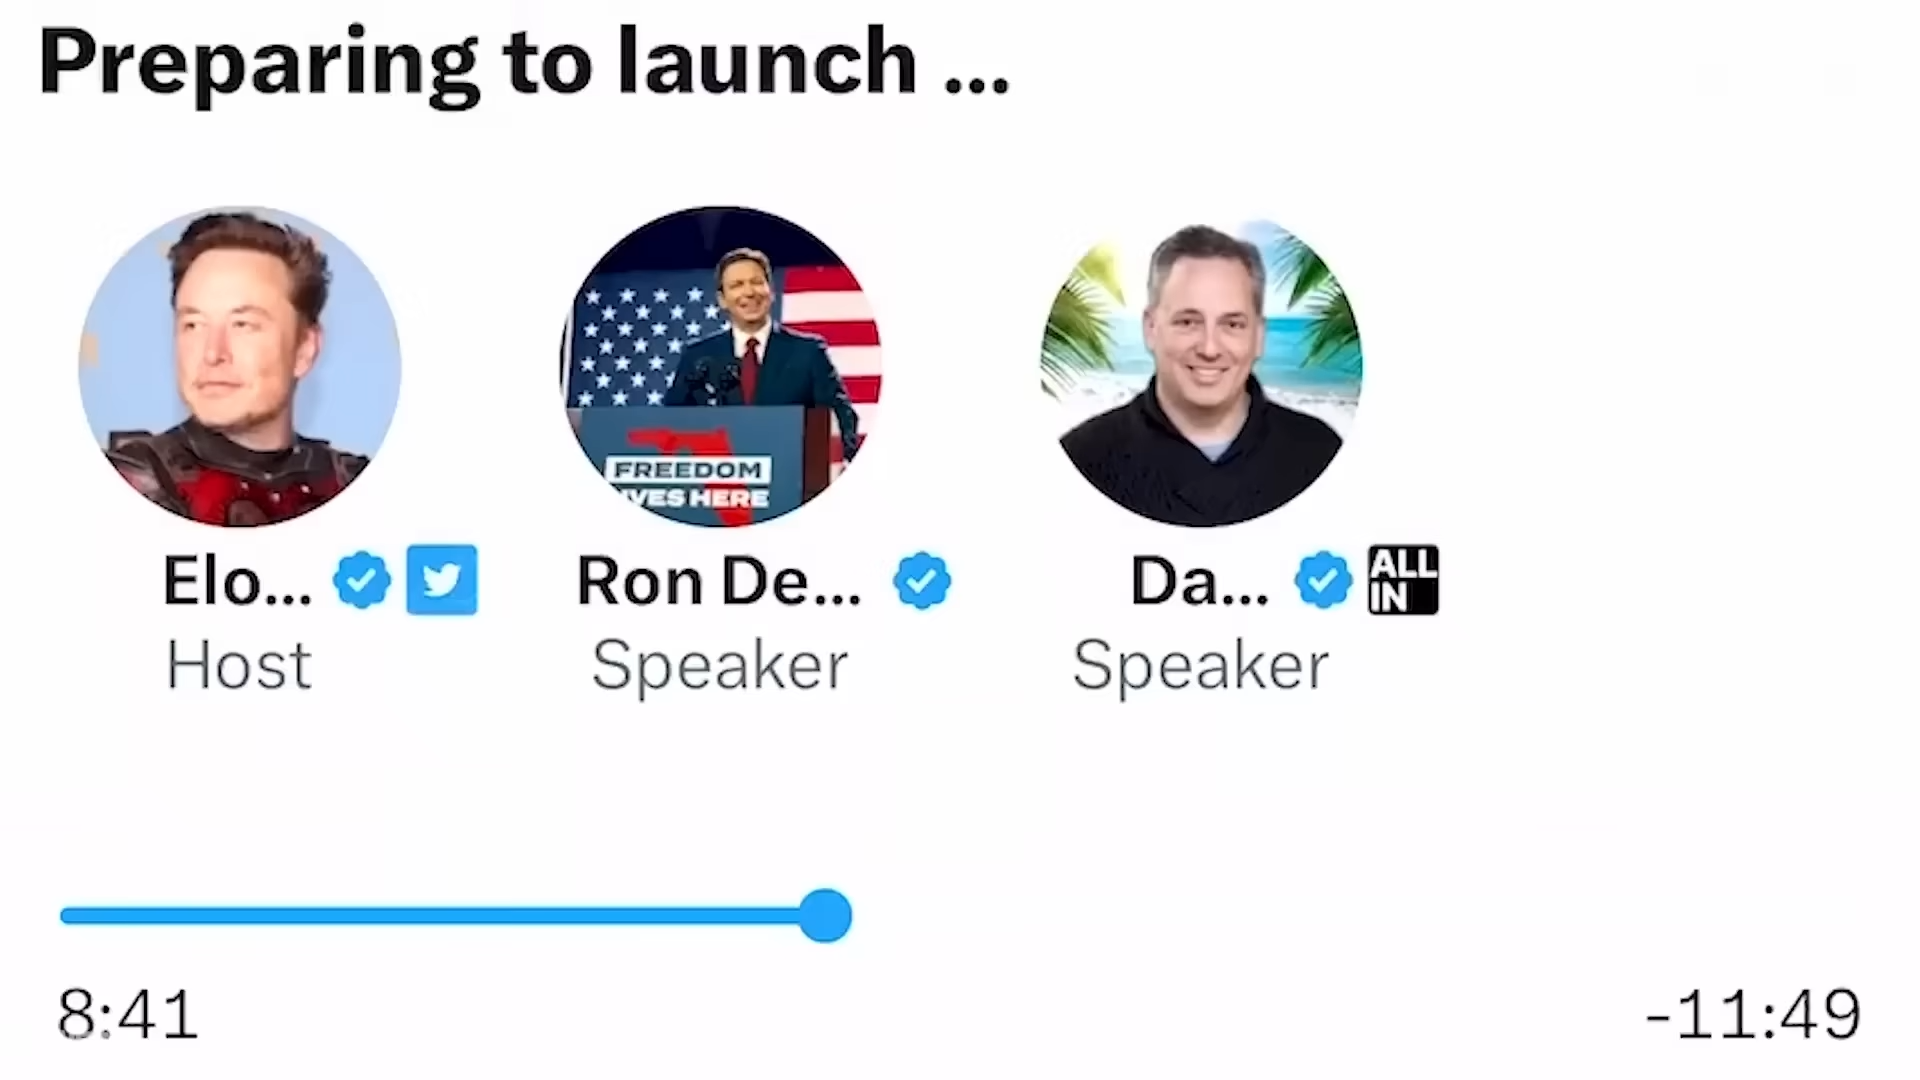 Preparing to launch ...
FREEDOM
IVES HERE
Elo...
Ron De...
Da...
ALL
IN
Host
Speaker
Speaker
8:41
-11:49